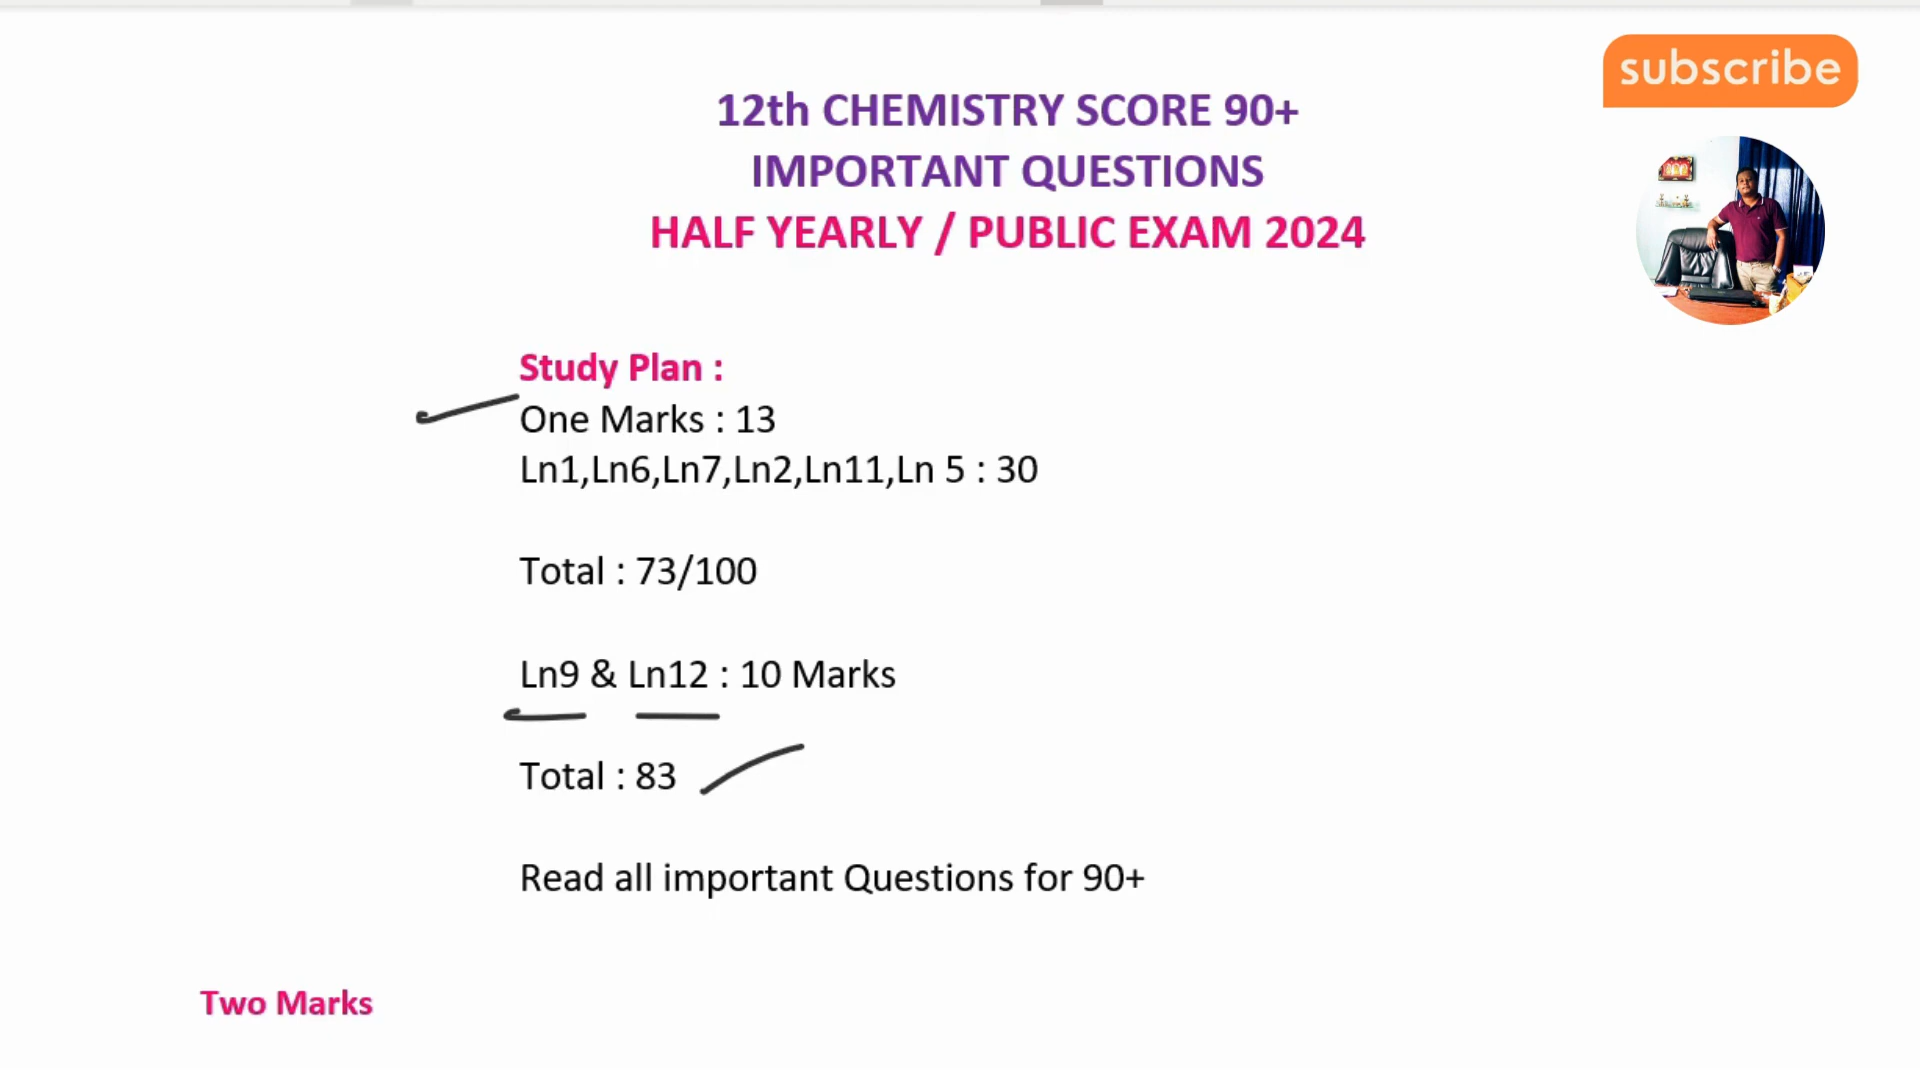 subscribe
12th CHEMISTRY SCORE 90+
IMPORTANT QUESTIONS
HALF YEARLY / PUBLIC EXAM 2024
Study Plan :
One Marks : 13
Ln1,Ln6,Ln7,Ln2,Ln11,Ln 5 : 30
Total : 73/100
Ln9 & Ln12 : 10 Marks
Total : 83
Read all important Questions for 90+
Two Marks